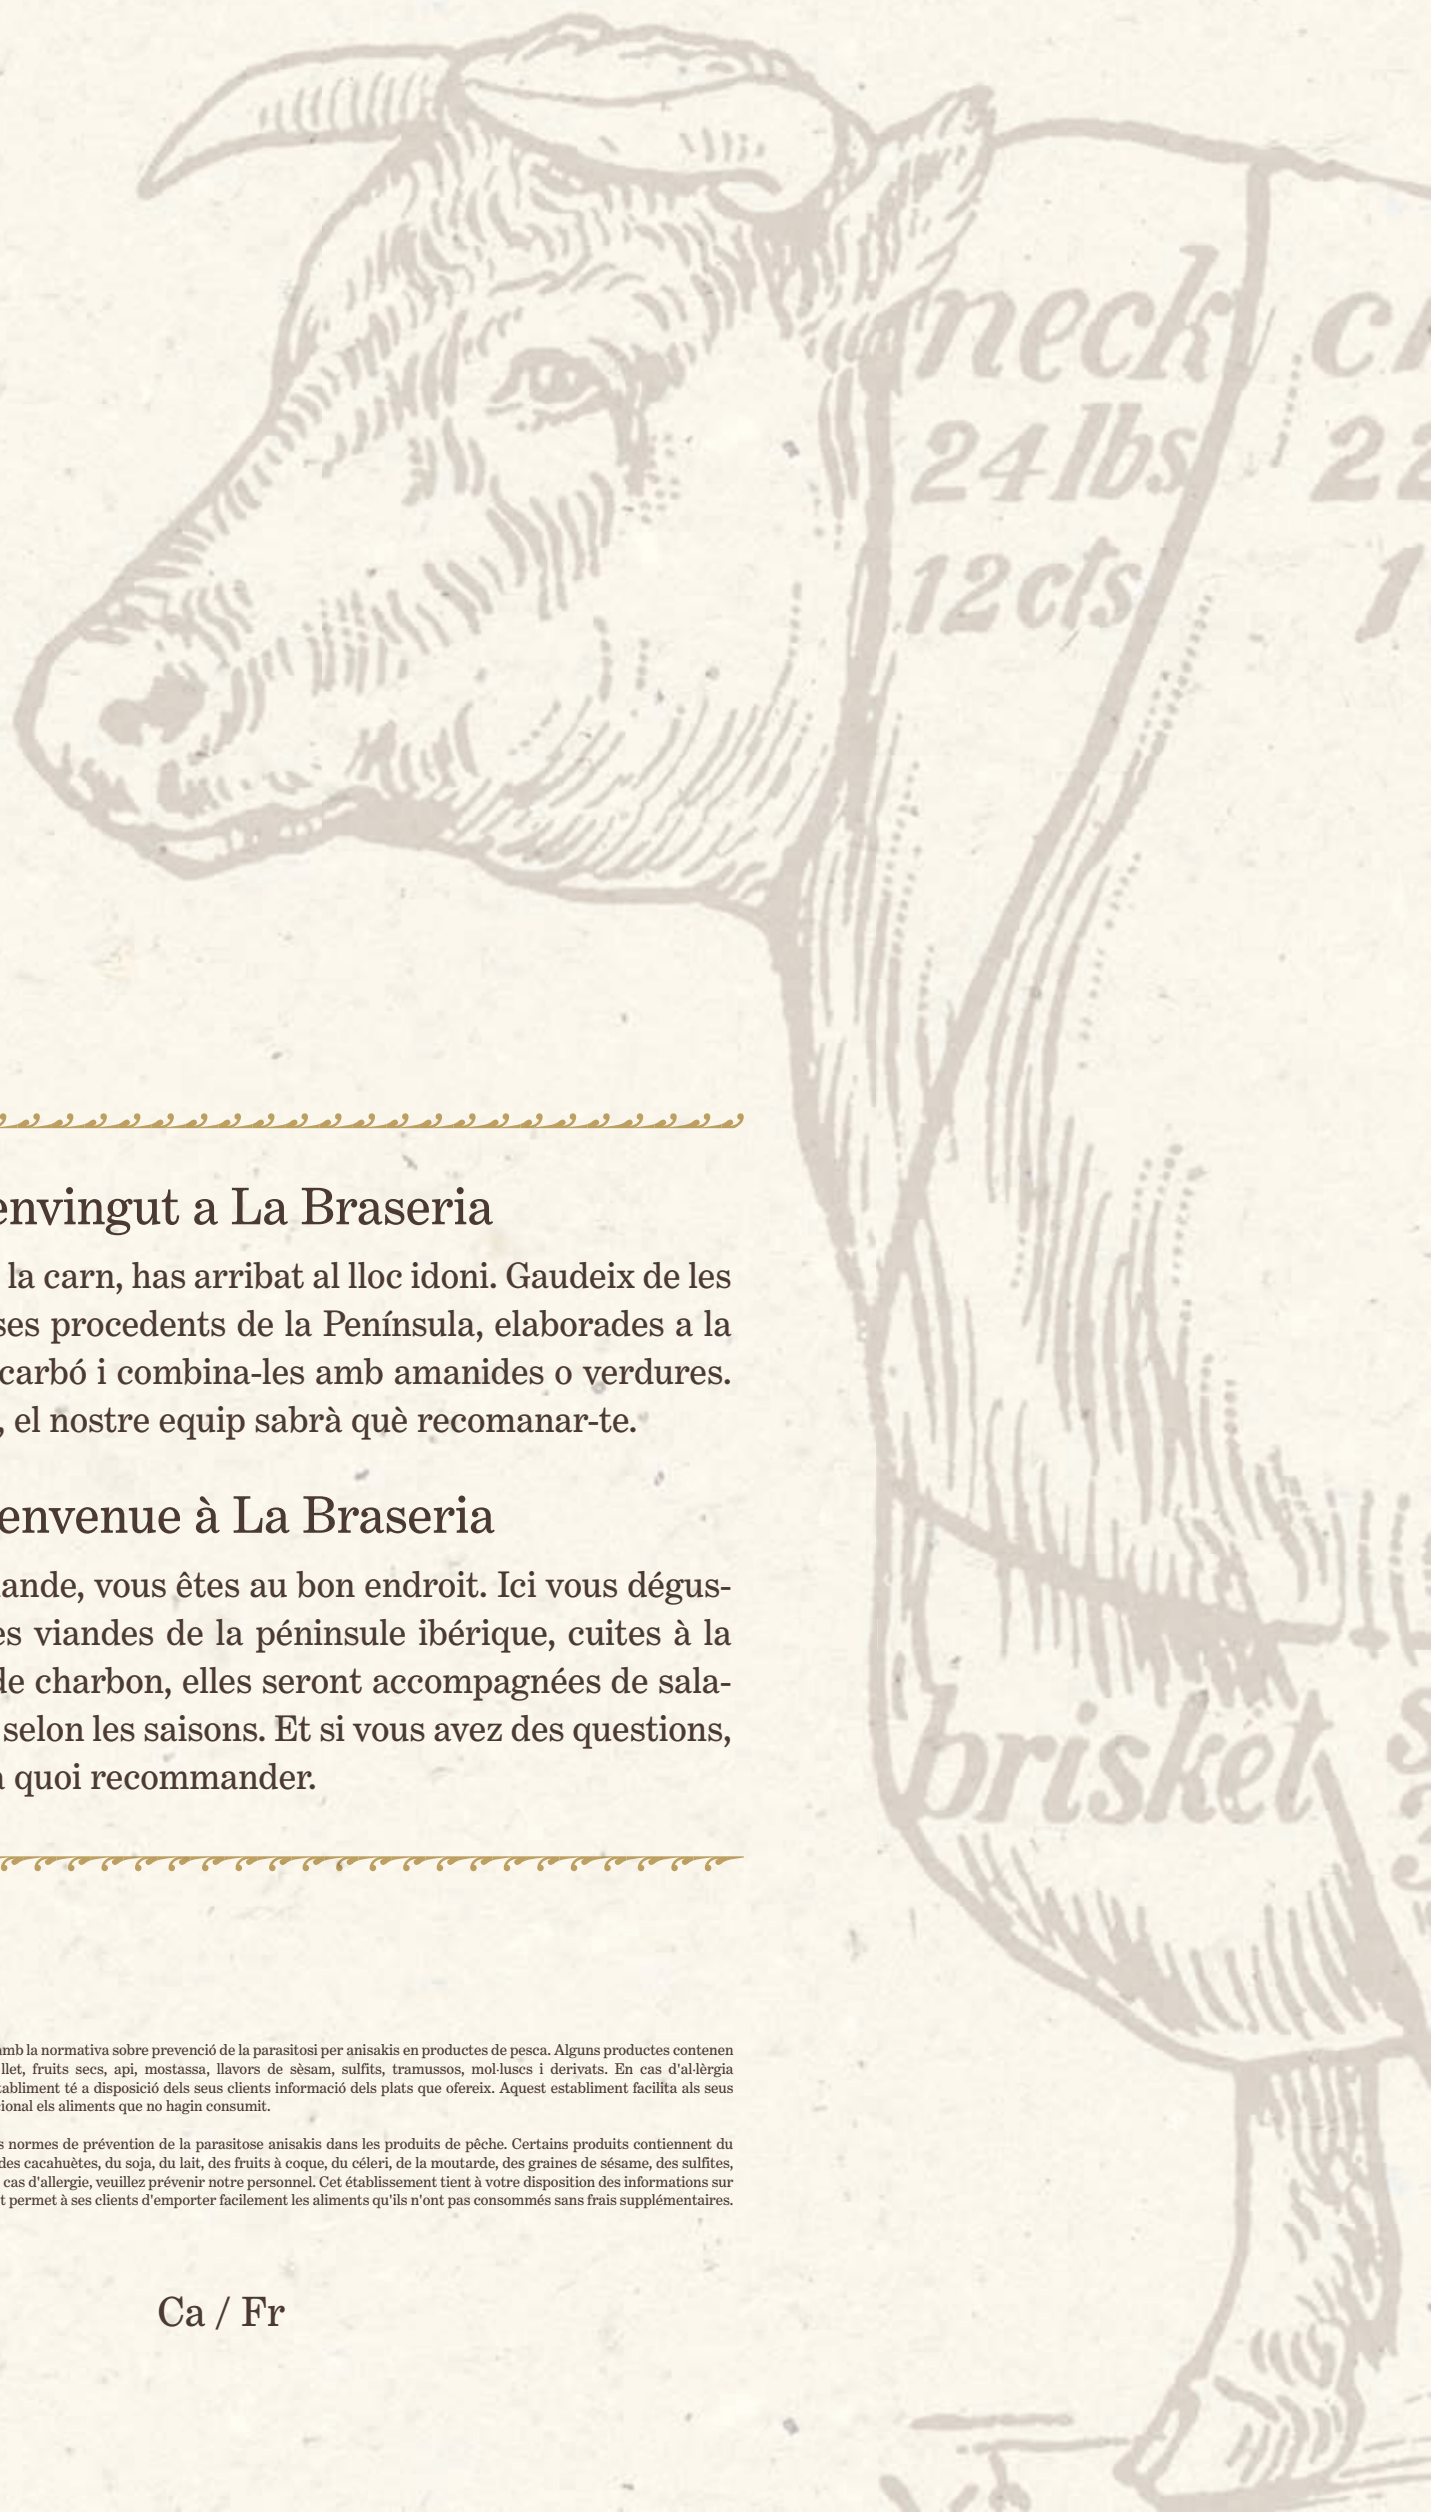 neck
24 lbs
22
12 cts
1
envingut a La Braseria
la carn, has arribat al lloc idoni. Gaudeix de les
ses procedents de la Península, elaborades a la
carbó i combina-les amb amanides o verdures.
, el nostre equip sabrà què recomanar-te.
envenue à La Braseria
ande, vous êtes au bon endroit. Ici vous dégus-
es viandes de la péninsule ibérique, cuites à la
de charbon, elles seront accompagnées de sala-
selon les saisons. Et si vous avez des questions,
quoi recommander.
brisket
amb la normativa sobre prevenció de la parasitosi per anisakis en productes de pesca. Alguns productes contenen
llet, fruits secs, api, mostassa, llavors de sèsam, sulfits, tramussos, mol·luscs i derivats. En cas d'al·lèrgia
tabliment té a disposició dels seus clients informació dels plats que ofereix. Aquest establiment facilita als seus
cional els aliments que no hagin consumit.
s normes de prévention de la parasitose anisakis dans les produits de pêche. Certains produits contiennent du
des cacahuètes, du soja, du lait, des fruits à coque, du céleri, de la moutarde, des graines de sésame, des sulfites,
cas d'allergie, veuillez prévenir notre personnel. Cet établissement tient à votre disposition des informations sur
t permet à ses clients d'emporter facilement les aliments qu'ils n'ont pas consommés sans frais supplémentaires.
Ca / Fr